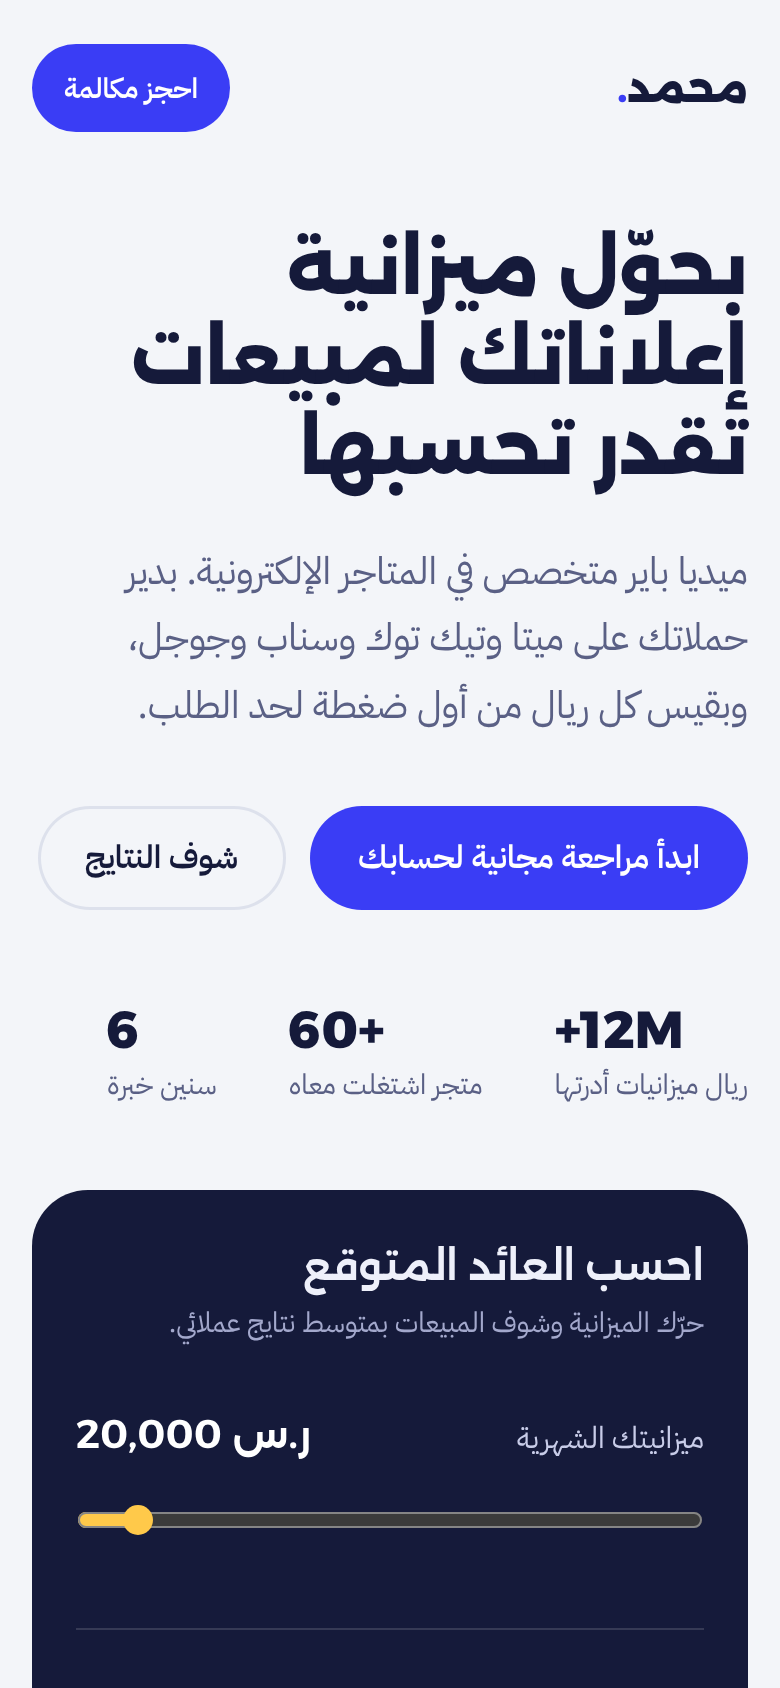 محمد.
احجز مكالمة
بحوّل ميزانية
إعلاناتك لمبيعات
تقدر تحسبها
ميديا باير متخصص في المتاجر الإلكترونية. بدير
حملاتك على ميتا وتيك توك وسناب وجوجل،
وبقيس كل ريال من أول ضغطة لحد الطلب.
ابدأ مراجعة مجانية لحسابك
شوف النتايج
+12M
ريال ميزانيات أدرتها
60+
متجر اشتغلت معاه
6
سنين خبرة
احسب العائد المتوقع
حرّك الميزانية وشوف المبيعات بمتوسط نتايج عملائي.
ميزانيتك الشهرية
20,000 ر.س